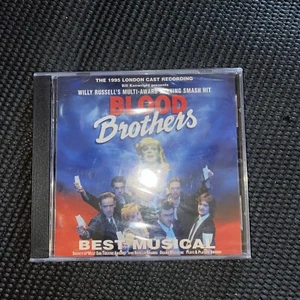 THE 1995 LONDON CAST RECORDING
Bill Kenwright presents
WILLY RUSSELL'S MULTI-AWARD WINNING SMASH HIT
BLOOD
Brothers
BEST MUSICAL